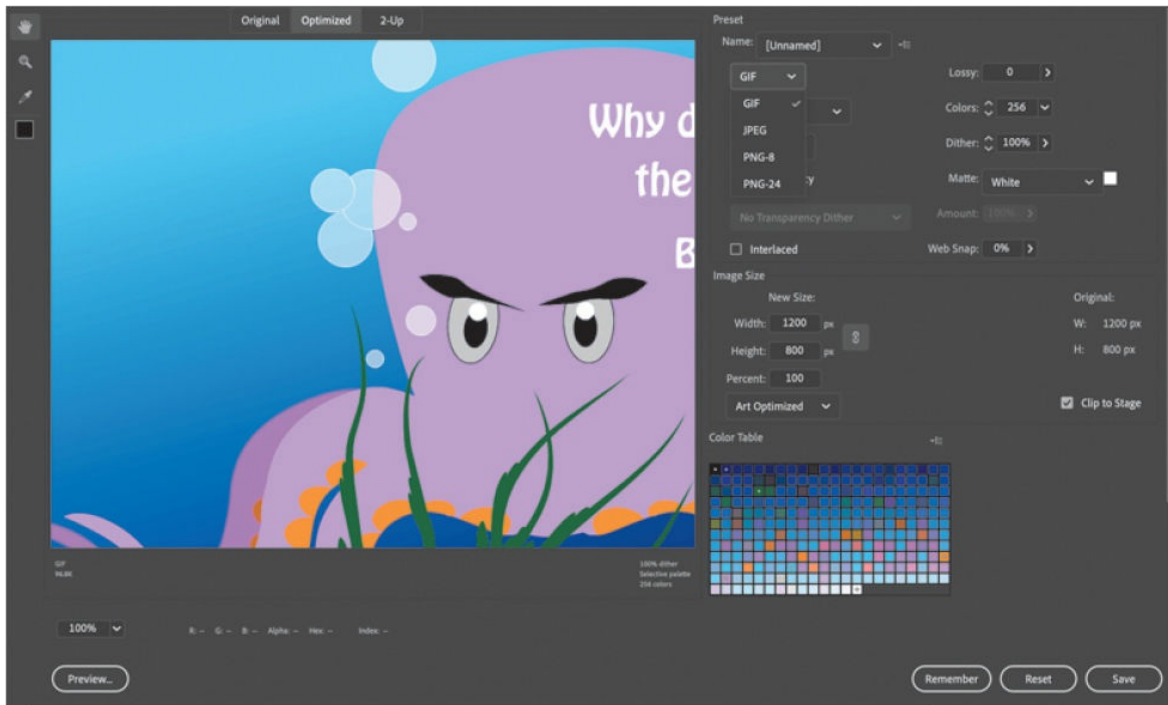 Original Optimized 2-Up
Preset
Name: [Unnamed]
GIF
Lossy: 0
GIF
JPEG
PNG-8
PNG-24
Colors: 256
Dither: 100%
Matte: White
No Transparency Dither
Amount: 100%
Interlaced
Web Snap: 0%
Why d
the
B
Image Size
New Size:
Original:
Width: 1200 px
W: 1200 px
Height: 800 px
H: 800 px
Percent: 100
Art Optimized
Clip to Stage
Color Table
GIF
100% dither
Selective palette
256 colors
100%
R: -- G: -- B: -- Alpha: -- Hex: -- Index: --
Preview...
Remember Reset Save